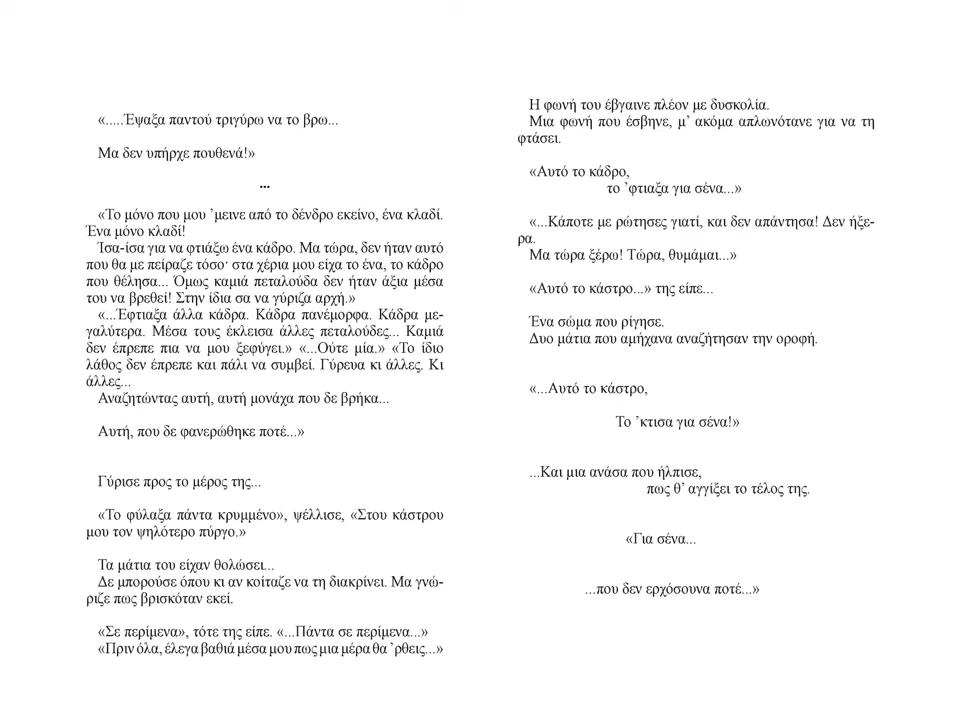 «.....Έψαξα παντού τριγύρω να το βρω...
Μα δεν υπήρχε πουθενά!»
...
«Το μόνο που μου ’μεινε από το δένδρο εκείνο, ένα κλαδί.
Ένα μόνο κλαδί!
Ίσα-ίσα για να φτιάξω ένα κάδρο. Μα τώρα, δεν ήταν αυτό
που θα με πείραζε τόσο· στα χέρια μου είχα το ένα, το κάδρο
που θέλησα... Όμως καμιά πεταλούδα δεν ήταν άξια μέσα
του να βρεθεί! Στην ίδια σα να γύριζα αρχή.»
«...Έφτιαξα άλλα κάδρα. Κάδρα πανέμορφα. Κάδρα με-
γαλύτερα. Μέσα τους έκλεισα άλλες πεταλούδες... Καμιά
δεν έπρεπε πια να μου ξεφύγει.» «...Ούτε μία.» «Το ίδιο
λάθος δεν έπρεπε και πάλι να συμβεί. Γύρευα κι άλλες. Κι
άλλες...
Αναζητώντας αυτή, αυτή μονάχα που δε βρήκα...
Αυτή, που δε φανερώθηκε ποτέ...»
Γύρισε προς το μέρος της...
«Το φύλαξα πάντα κρυμμένο», ψέλλισε, «Στου κάστρου
μου τον ψηλότερο πύργο.»
Τα μάτια του είχαν θολώσει...
Δε μπορούσε όπου κι αν κοίταζε να τη διακρίνει. Μα γνώ-
ριζε πως βρισκόταν εκεί.
«Σε περίμενα», τότε της είπε. «...Πάντα σε περίμενα...»
«Πριν όλα, έλεγα βαθιά μέσα μου πως μια μέρα θα ’ρθεις...»
Η φωνή του έβγαινε πλέον με δυσκολία.
Μια φωνή που έσβηνε, μ’ ακόμα απλωνότανε για να τη
φτάσει.
«Αυτό το κάδρο,
το ’φτιαξα για σένα...»
«...Κάποτε με ρώτησες γιατί, και δεν απάντησα! Δεν ήξε-
ρα.
Μα τώρα ξέρω! Τώρα, θυμάμαι...»
«Αυτό το κάστρο...» της είπε...
Ένα σώμα που ρίγησε.
Δυο μάτια που αμήχανα αναζήτησαν την οροφή.
«...Αυτό το κάστρο,
Το ’κτισα για σένα!»
...Και μια ανάσα που ήλπισε,
πως θ’ αγγίξει το τέλος της.
«Για σένα...
...που δεν ερχόσουνα ποτέ...»